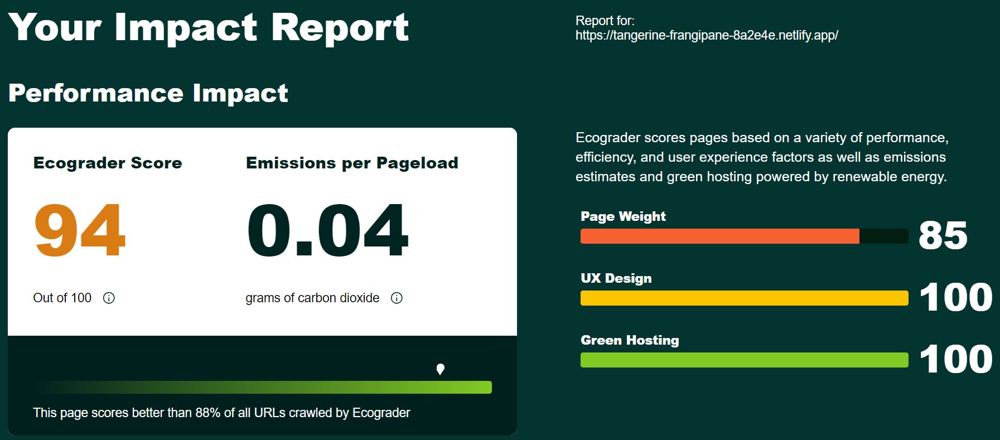 Your Impact Report
Report for:
https://tangerine-frangipane-8a2e4e.netlify.app/
Performance Impact
Ecograder Score
94
Out of 100
Emissions per Pageload
0.04
grams of carbon dioxide
This page scores better than 88% of all URLs crawled by Ecograder
Ecograder scores pages based on a variety of performance,
efficiency, and user experience factors as well as emissions
estimates and green hosting powered by renewable energy.
Page Weight
85
UX Design
100
Green Hosting
100